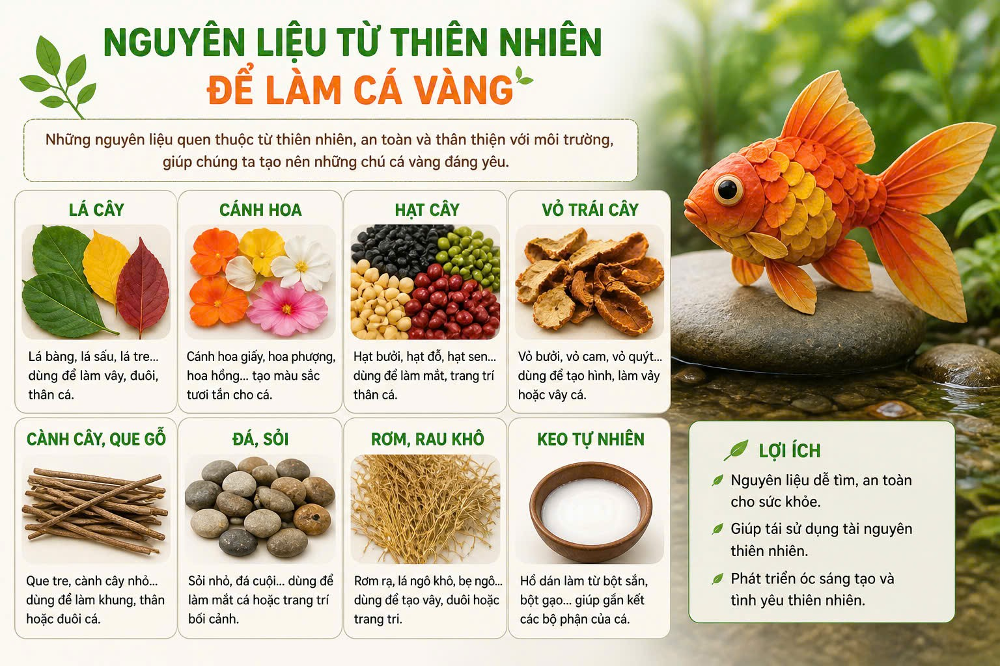 NGUYÊN LIỆU TỪ THIÊN NHIÊN
ĐỂ LÀM CÁ VÀNG
Những nguyên liệu quen thuộc từ thiên nhiên, an toàn và thân thiện với môi trường,
giúp chúng ta tạo nên những chú cá vàng đáng yêu.
LÁ CÂY
Lá bàng, lá sấu, lá tre...
dùng để làm vây, đuôi,
thân cá.
CÁNH HOA
Cánh hoa giấy, hoa phượng,
hoa hồng... tạo màu sắc
tươi tắn cho cá.
HẠT CÂY
Hạt bưởi, hạt đỗ, hạt sen...
dùng để làm mắt, trang trí
thân cá.
VỎ TRÁI CÂY
Vỏ bưởi, vỏ cam, vỏ quýt...
dùng để tạo hình, làm vảy
hoặc vây cá.
CÀNH CÂY, QUE GỖ
Que tre, cành cây nhỏ...
dùng để làm khung, thân
hoặc đuôi cá.
ĐÁ, SỎI
Sỏi nhỏ, đá cuội... dùng để
làm mắt cá hoặc trang trí
bối cảnh.
RƠM, RAU KHÔ
Rơm rạ, lá ngô khô, bẹ ngô...
dùng để tạo vây, đuôi hoặc
trang tri.
KEO TỰ NHIÊN
Hồ dán làm từ bột sắn,
bột gạo... giúp gắn kết
các bộ phận của cá.
LỢI ÍCH
Nguyên liệu dễ tìm, an toàn
cho sức khỏe.
Giúp tái sử dụng tài nguyên
thiên nhiên.
Phát triển óc sáng tạo và
tình yêu thiên nhiên.